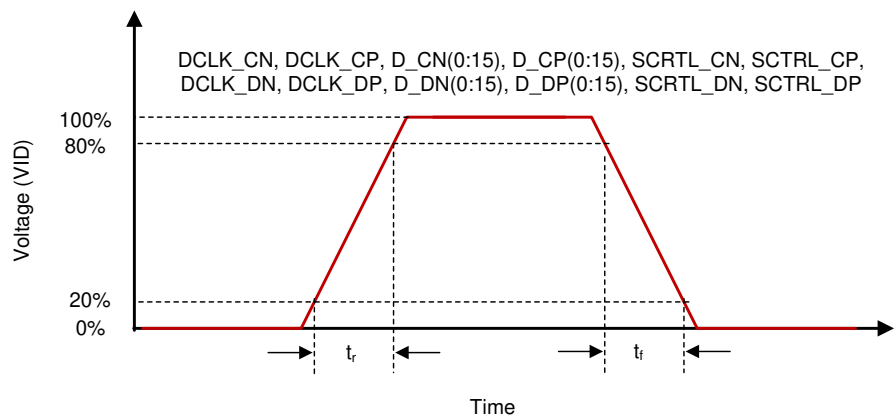 DCLK_CN, DCLK_CP, D_CN(0:15), D_CP(0:15), SCRTL_CN, SCTRL_CP,
DCLK_DN, DCLK_DP, D_DN(0:15), D_DP(0:15), SCRTL_DN, SCTRL_DP
100%
80%
Voltage (VID)
20%
0%
tr
tf
Time